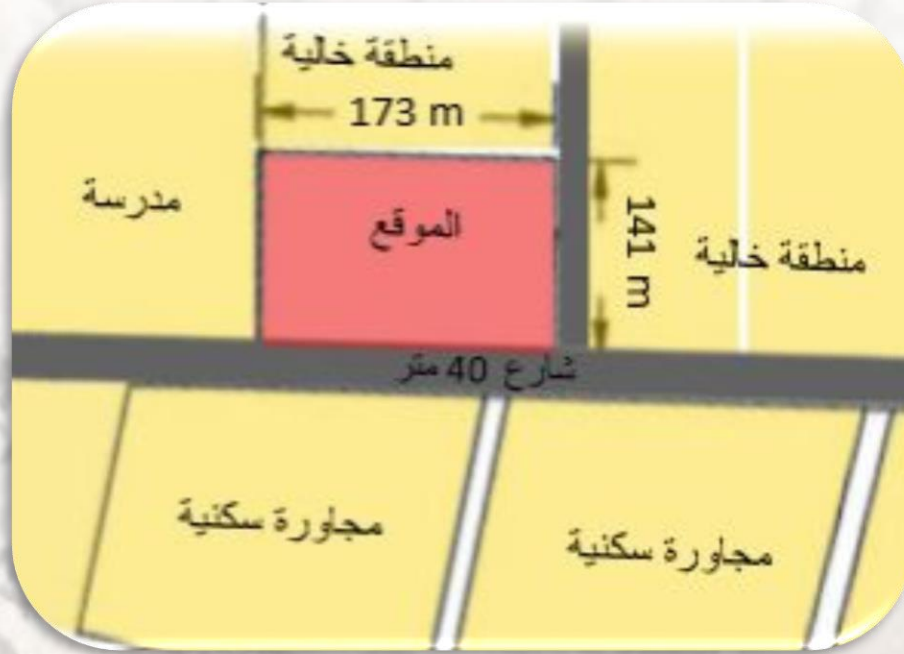 منطقة خالية
173 m
مدرسة
الموقع
141 m
منطقة خالية
شارع 40 متر
مجاورة سكنية
مجاورة سكنية